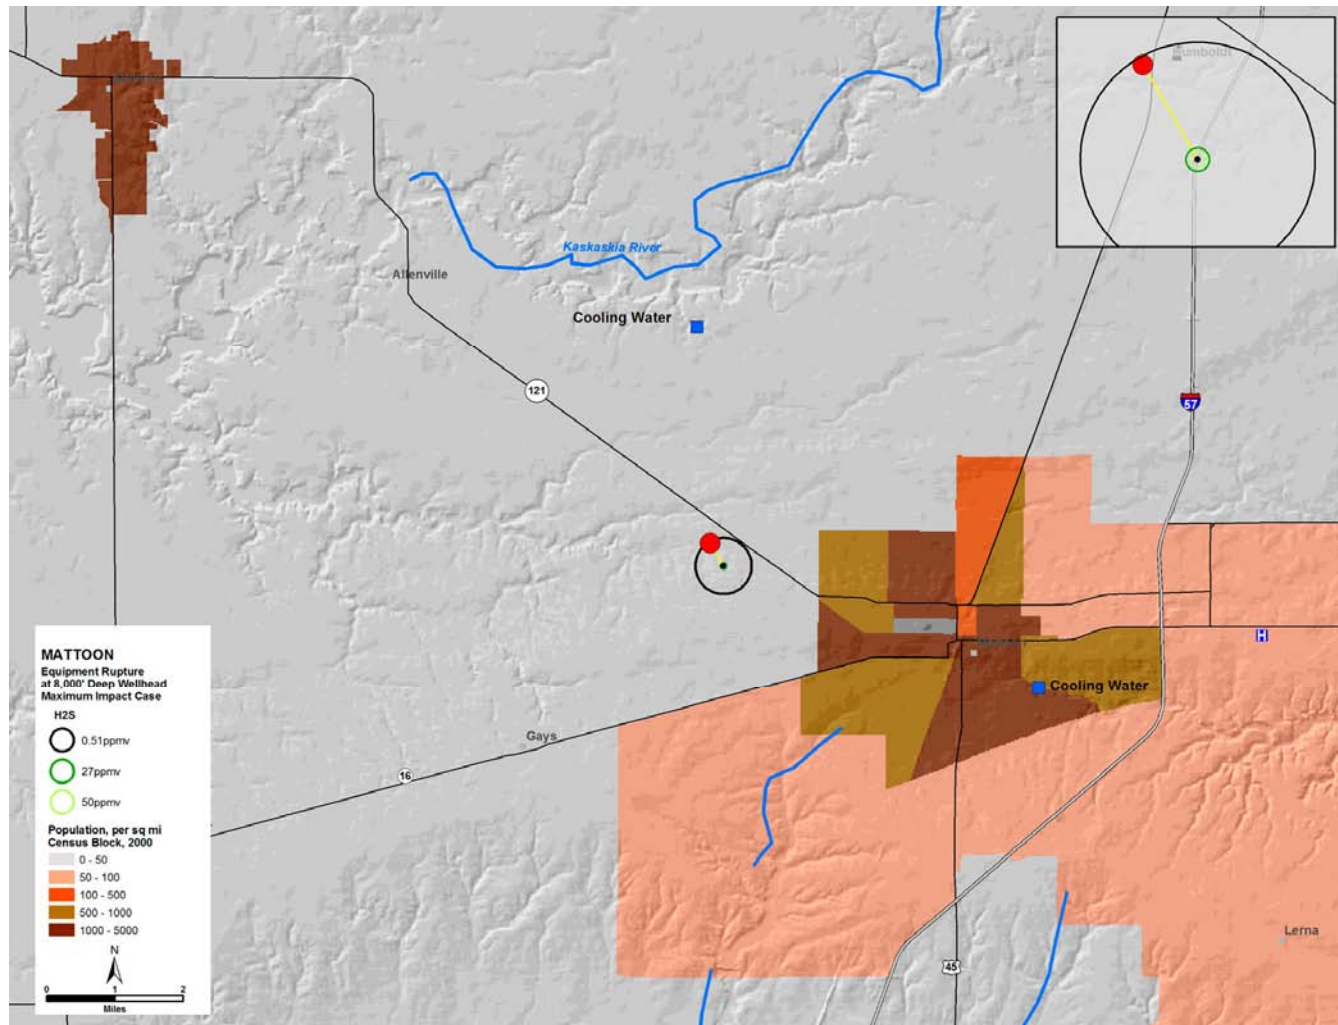 Humboldt
Kaskaskia River
Allenville
Cooling Water
121
57
H
Cooling Water
Gays
16
45
Lerna
MATTOON
Equipment Rupture
at 8,000' Deep Wellhead
Maximum Impact Case
H2S
0.51ppmv
27ppmv
50ppmv
Population, per sq mi
Census Block, 2000
0 - 50
50 - 100
100 - 500
500 - 1000
1000 - 5000
N
0 1 2
Miles